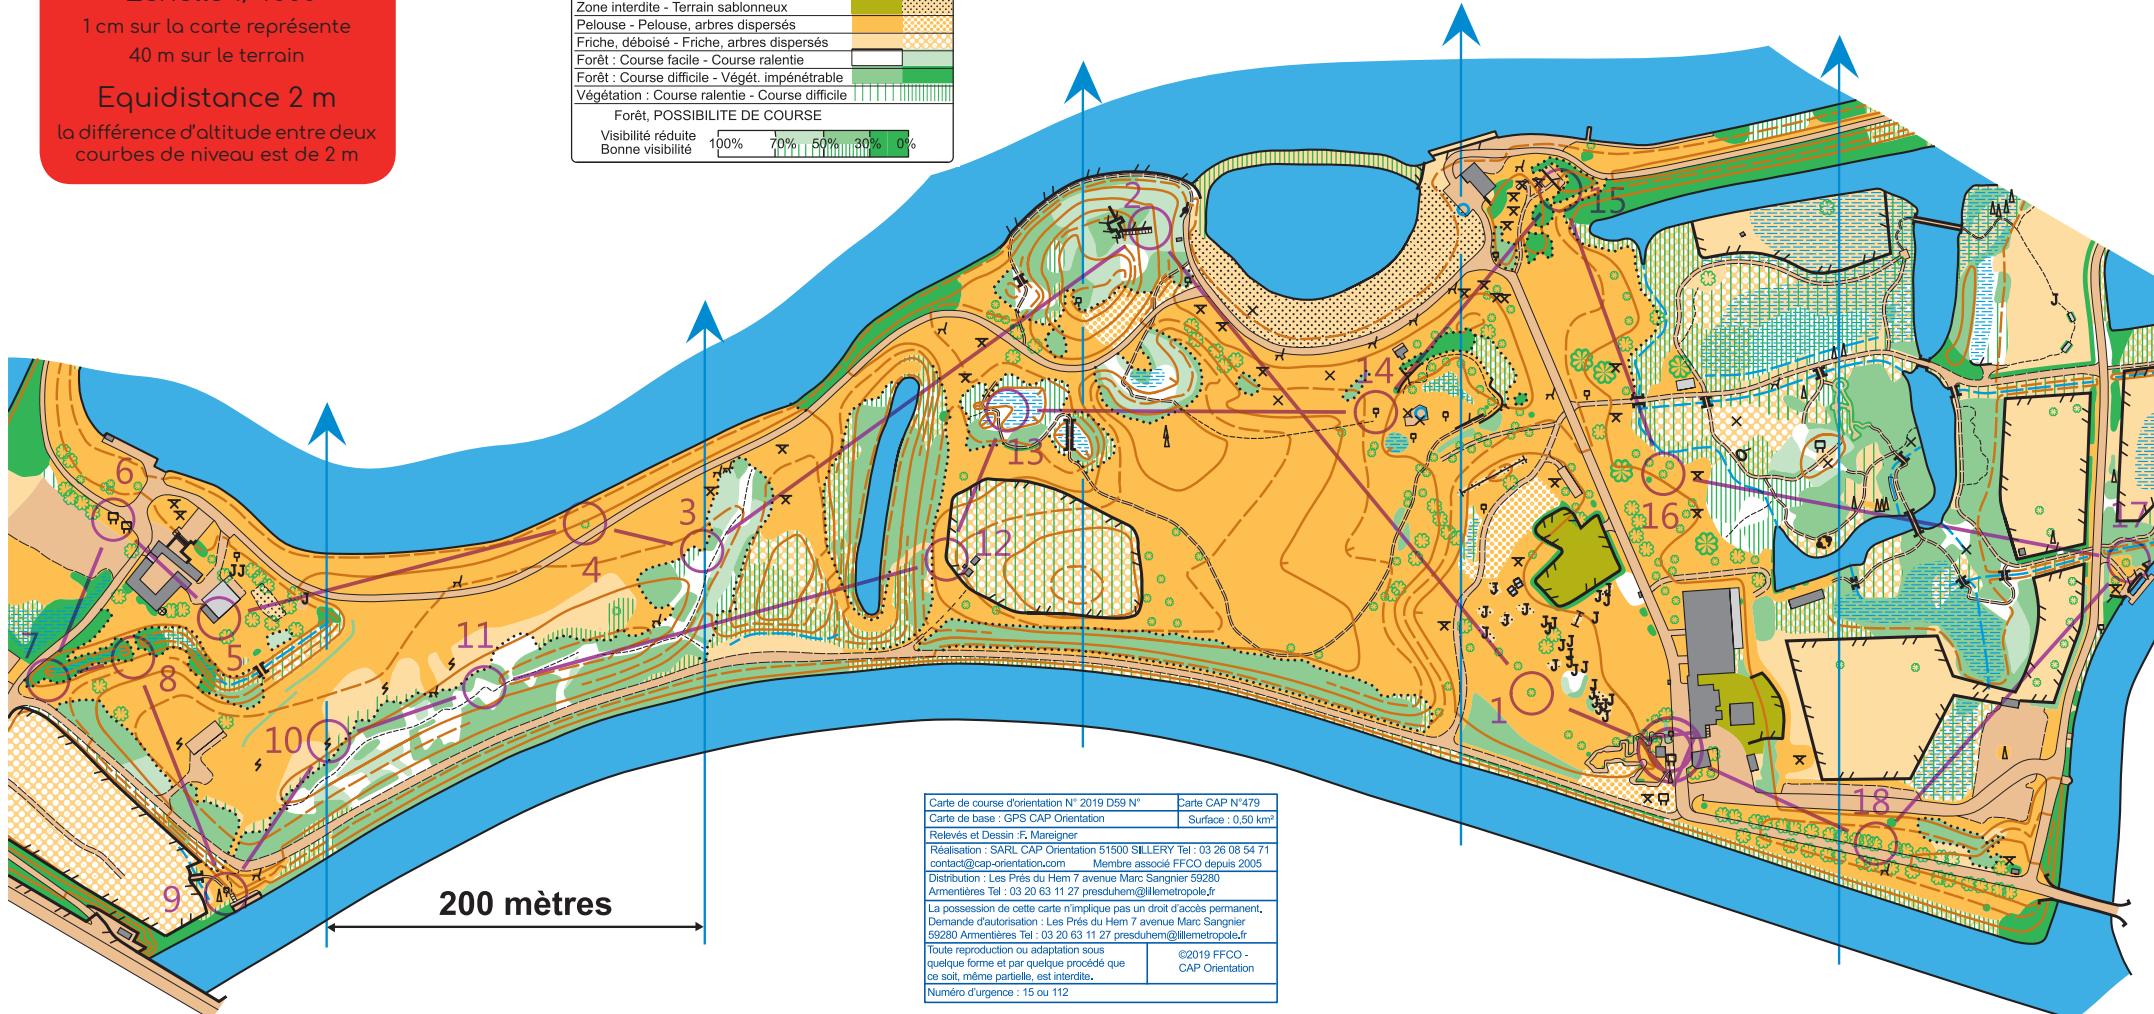 1 cm sur la carte représente
40 m sur le terrain
Equidistance 2 m
la différence d'altitude entre deux
courbes de niveau est de 2 m
Zone interdite - Terrain sablonneux
Pelouse - Pelouse, arbres dispersés
Friche, déboisé - Friche, arbres dispersés
Forêt : Course facile - Course ralentie
Forêt : Course difficile - Végét. impénétrable
Végétation : Course ralentie - Course difficile
Forêt, POSSIBILITE DE COURSE
Visibilité réduite
Bonne visibilité
100% 70% 50% 30% 0%
2
15
14
6
3
13
4
12
16
17
7
5
8
11
1
10
18
9
200 mètres
Carte de course d'orientation N° 2019 D59 N° Carte CAP N°479
Carte de base : GPS CAP Orientation Surface : 0,50 km²
Relevés et Dessin :F. Mareigner
Réalisation : SARL CAP Orientation 51500 SILLERY Tel : 03 26 08 54 71
contact@cap-orientation.com Membre associé FFCO depuis 2005
Distribution : Les Prés du Hem 7 avenue Marc Sangnier 59280
Armentières Tel : 03 20 63 11 27 presduhem@lillemetropole.fr
La possession de cette carte n'implique pas un droit d'accès permanent.
Demande d'autorisation : Les Prés du Hem 7 avenue Marc Sangnier
59280 Armentières Tel : 03 20 63 11 27 presduhem@lillemetropole.fr
Toute reproduction ou adaptation sous
quelque forme et par quelque procédé que
ce soit, même partielle, est interdite.
©2019 FFCO -
CAP Orientation
Numéro d'urgence : 15 ou 112